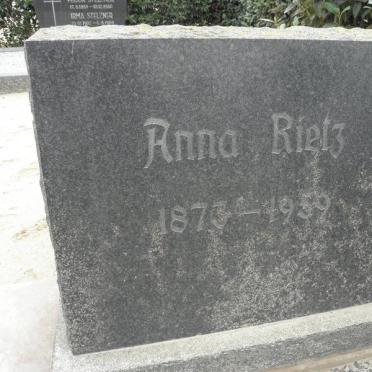 IRMA STELZNER
Anna Rietz
1873-1959